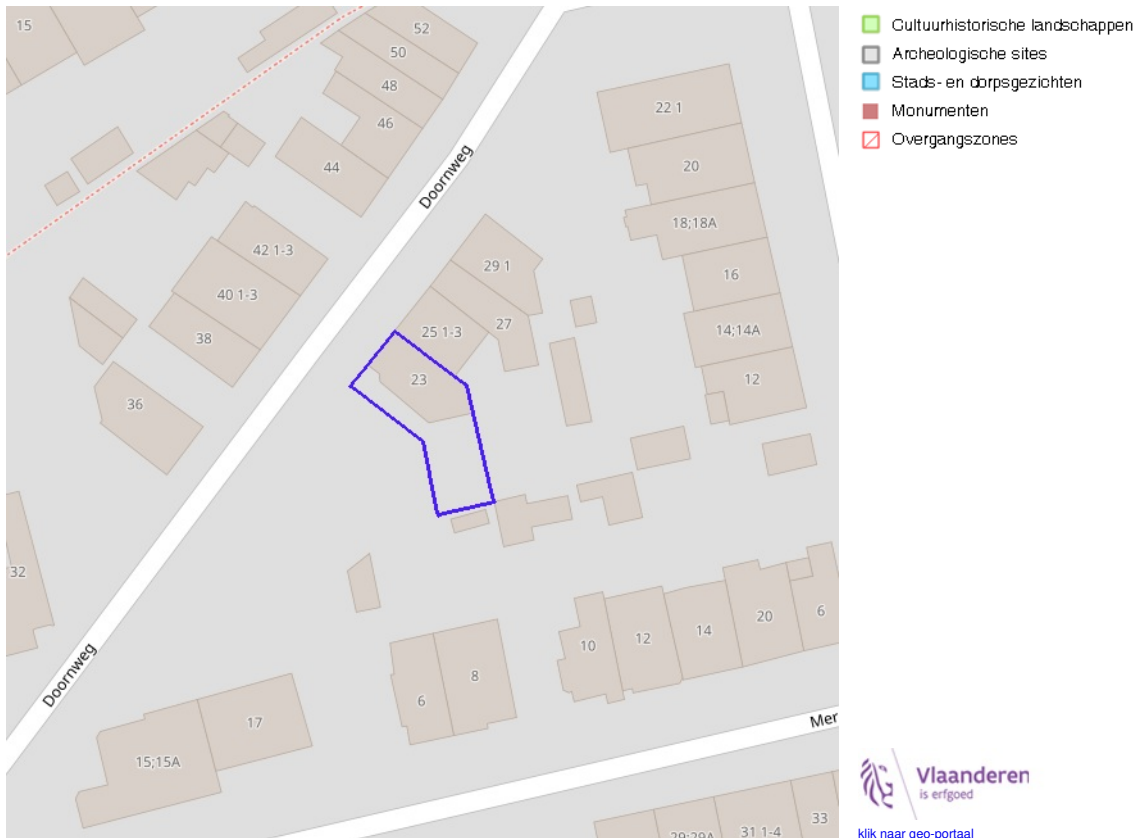 15
52
50
48
46
44
Doornweg
22 1
20
18;18A
16
14;14A
12
42 1-3
40 1-3
38
36
29 1
27
25 1-3
23
32
Doornweg
10
12
14
20
6
6
8
17
15;15A
Mer
29;29A
31 1-4
33
Cultuurhistorische landschappen
Archeologische sites
Stads- en dorpsgezichten
Monumenten
Overgangszones
Vlaanderen
is erfgoed
klik naar geo-portaal